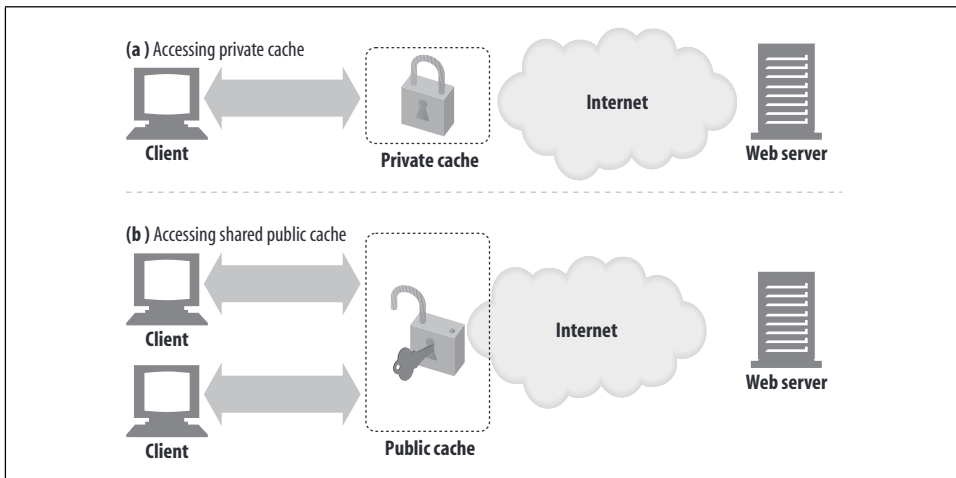 (a ) Accessing private cache
Client
Private cache
Internet
Web server
(b ) Accessing shared public cache
Client
Client
Public cache
Internet
Web server